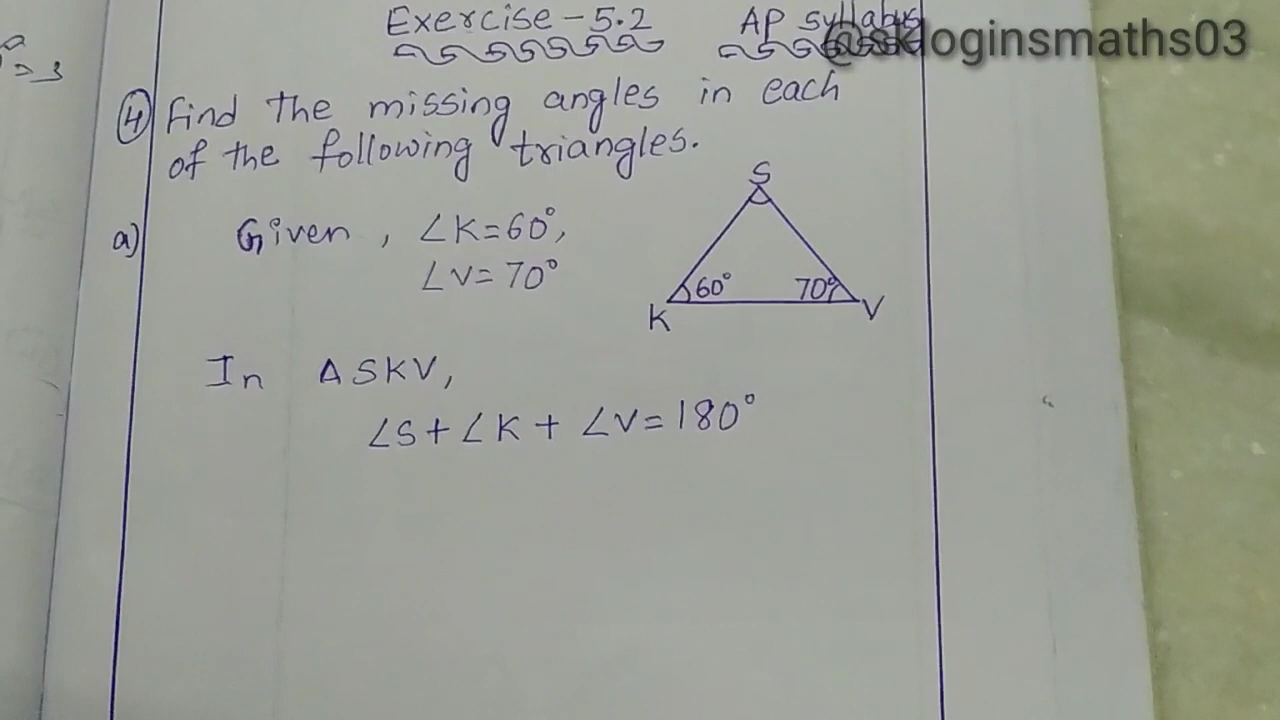 Exercise - 5.2 AP Syllabus
@skloginsmaths03
4 Find the missing angles in each
of the following triangles.
S
a) Given, ∠K=60°,
∠V=70°
60° 70°
K V
In ΔSKV,
∠S+∠K+∠V=180°